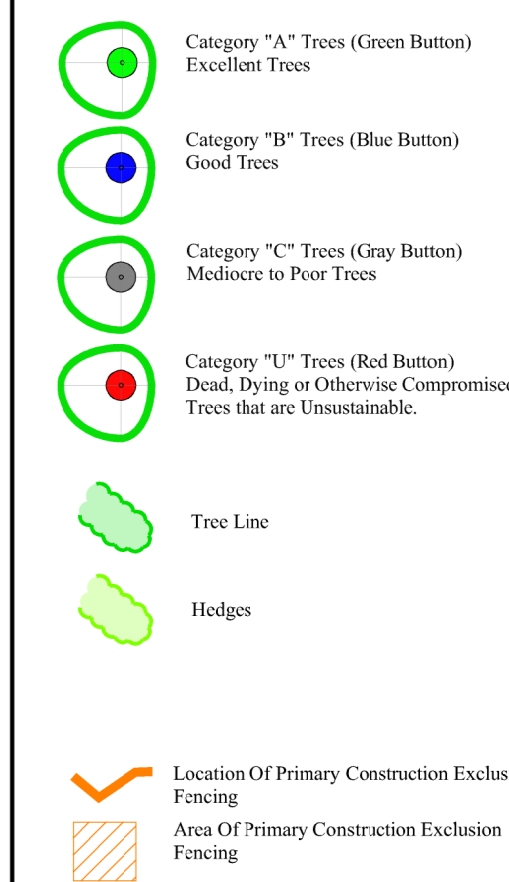 Category "A" Trees (Green Button)
Excellent Trees
Category "B" Trees (Blue Button)
Good Trees
Category "C" Trees (Gray Button)
Mediocre to Poor Trees
Category "U" Trees (Red Button)
Dead, Dying or Otherwise Compromised
Trees that are Unsustainable.
Tree Line
Hedges
Location Of Primary Construction Exclus
Fencing
Area Of Primary Construction Exclusion
Fencing